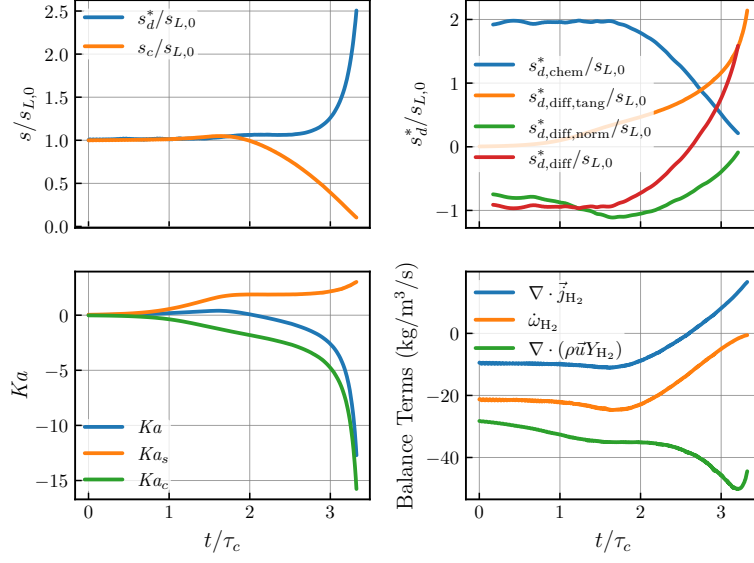 2.5
2.0
1.5
1.0
0.5
0.0
s/s_{L,0}
s_d^*/s_{L,0}
s_c/s_{L,0}
2
1
0
−1
s_d^*/s_{L,0}
s^*_{d,chem}/s_{L,0}
s^*_{d,diff,tang}/s_{L,0}
s^*_{d,diff,norm}/s_{L,0}
s^*_{d,diff}/s_{L,0}
0
−5
−10
−15
Ka
Ka
Ka_s
Ka_c
0 1 2 3
t/τ_c
0
−20
−40
Balance Terms (kg/m³/s)
∇ · \vec{j}_{H_2}
\dot{ω}_{H_2}
∇ · (ρ\vec{u}Y_{H_2})
0 1 2 3
t/τ_c